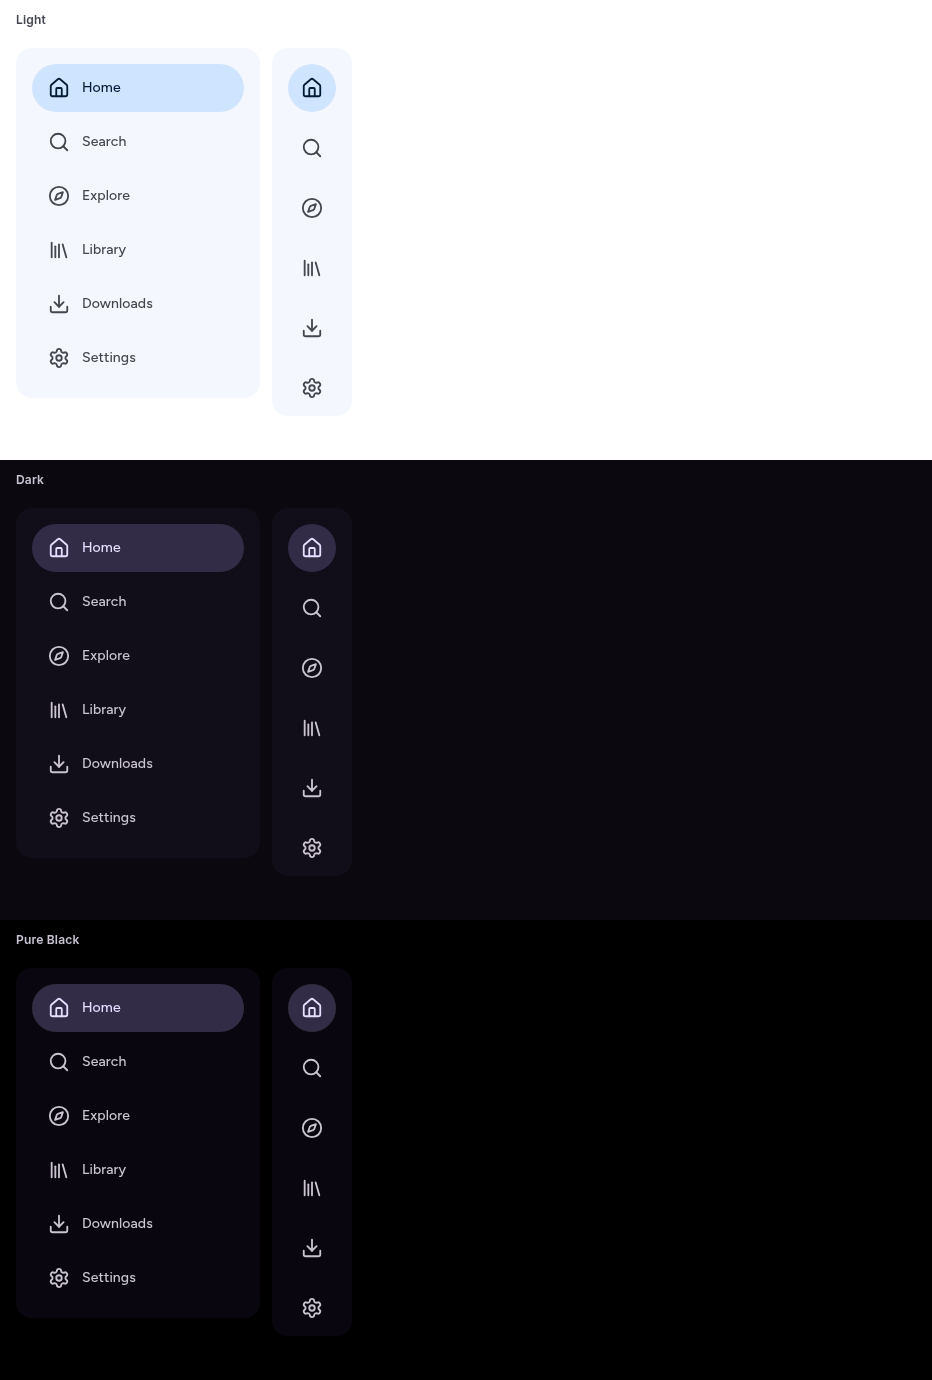 Light
Home
Search
Explore
Library
Downloads
Settings
Dark
Home
Search
Explore
Library
Downloads
Settings
Pure Black
Home
Search
Explore
Library
Downloads
Settings